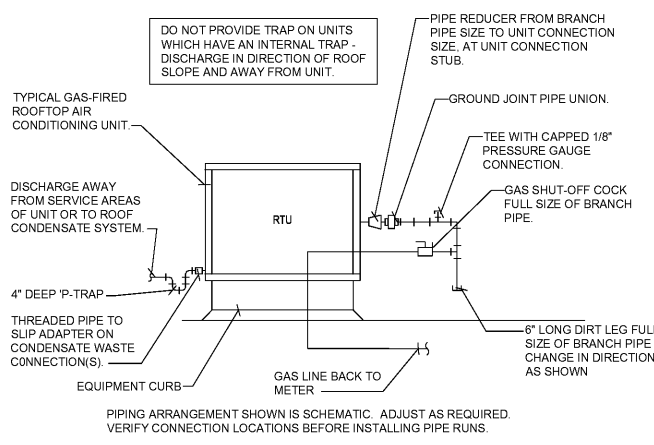 DO NOT PROVIDE TRAP ON UNITS
WHICH HAVE AN INTERNAL TRAP -
DISCHARGE IN DIRECTION OF ROOF
SLOPE AND AWAY FROM UNIT.
PIPE REDUCER FROM BRANCH
PIPE SIZE TO UNIT CONNECTION
SIZE, AT UNIT CONNECTION
STUB.
TYPICAL GAS-FIRED
ROOFTOP AIR
CONDITIONING UNIT.
GROUND JOINT PIPE UNION.
TEE WITH CAPPED 1/8"
PRESSURE GAUGE
CONNECTION.
DISCHARGE AWAY
FROM SERVICE AREAS
OF UNIT OR TO ROOF
CONDENSATE SYSTEM.
GAS SHUT-OFF COCK
FULL SIZE OF BRANCH
PIPE.
RTU
4" DEEP 'P-TRAP
THREADED PIPE TO
SLIP ADAPTER ON
CONDENSATE WASTE
C0NNECTION(S).
6" LONG DIRT LEG FULL
SIZE OF BRANCH PIPE
CHANGE IN DIRECTION
AS SHOWN
EQUIPMENT CURB
GAS LINE BACK TO
METER
PIPING ARRANGEMENT SHOWN IS SCHEMATIC. ADJUST AS REQUIRED.
VERIFY CONNECTION LOCATIONS BEFORE INSTALLING PIPE RUNS.